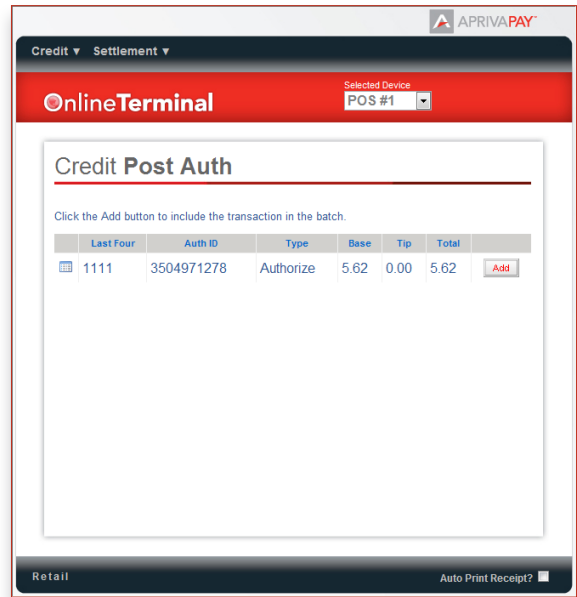 APRIVAPAY™
Credit ▼ Settlement ▼
OnlineTerminal
Selected Device
POS #1
Credit Post Auth
Click the Add button to include the transaction in the batch.
Last Four Auth ID Type Base Tip Total
1111 3504971278 Authorize 5.62 0.00 5.62 Add
Retail Auto Print Receipt?